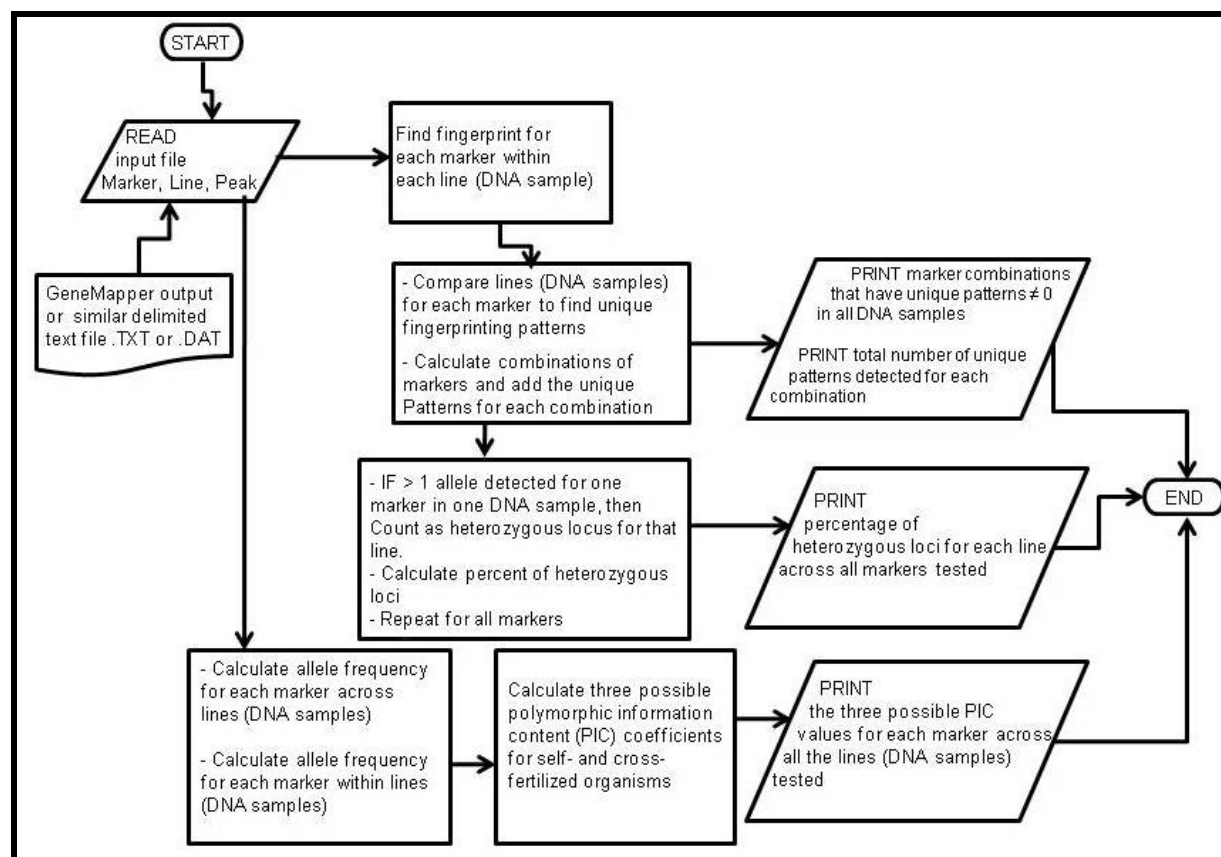 START
READ
input file
Marker, Line, Peak
GeneMapper output
or similar delimited
text file .TXT or .DAT
Find fingerprint for
each marker within
each line (DNA sample)
- Compare lines (DNA samples)
for each marker to find unique
fingerprinting patterns
- Calculate combinations of
markers and add the unique
Patterns for each combination
PRINT marker combinations
that have unique patterns ≠ 0
in all DNA samples
PRINT total number of unique
patterns detected for each
combination
- IF > 1 allele detected for one
marker in one DNA sample, then
Count as heterozygous locus for that
line.
- Calculate percent of heterozygous
loci
- Repeat for all markers
PRINT
percentage of
heterozygous loci for each line
across all markers tested
END
- Calculate allele frequency
for each marker across
lines (DNA samples)
- Calculate allele frequency
for each marker within lines
(DNA samples)
Calculate three possible
polymorphic information
content (PIC) coefficients
for self- and cross-
fertilized organisms
PRINT
the three possible PIC
values for each marker across
all the lines (DNA samples)
tested